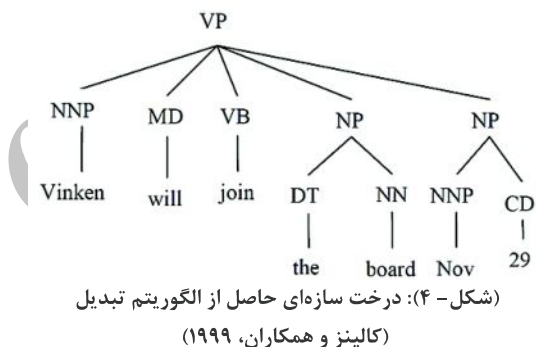 VP
NNP MD VB NP NP
Vinken will join DT NN NNP CD
the board Nov 29
(شکل- ۴): درخت سازه‌ای حاصل از الگوریتم تبدیل
(کالینز و همکاران، ۱۹۹۹)